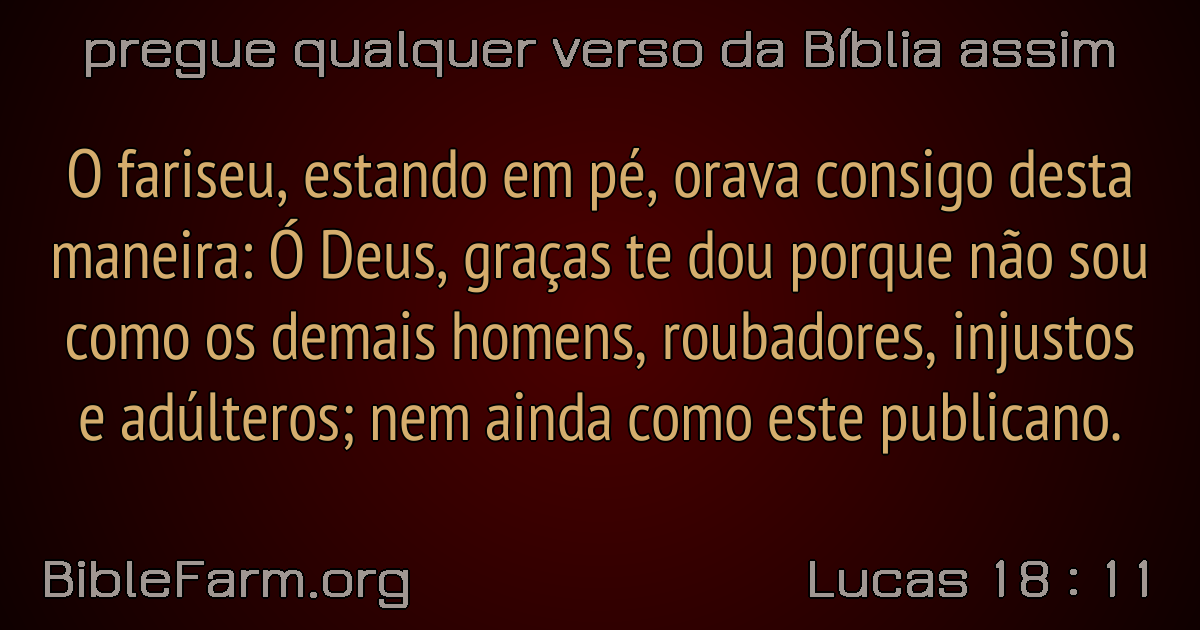 pregue qualquer verso da Bíblia assim
O fariseu, estando em pé, orava consigo desta
maneira: Ó Deus, graças te dou porque não sou
como os demais homens, roubadores, injustos
e adúlteros; nem ainda como este publicano.
BibleFarm.org
Lucas 18 : 11